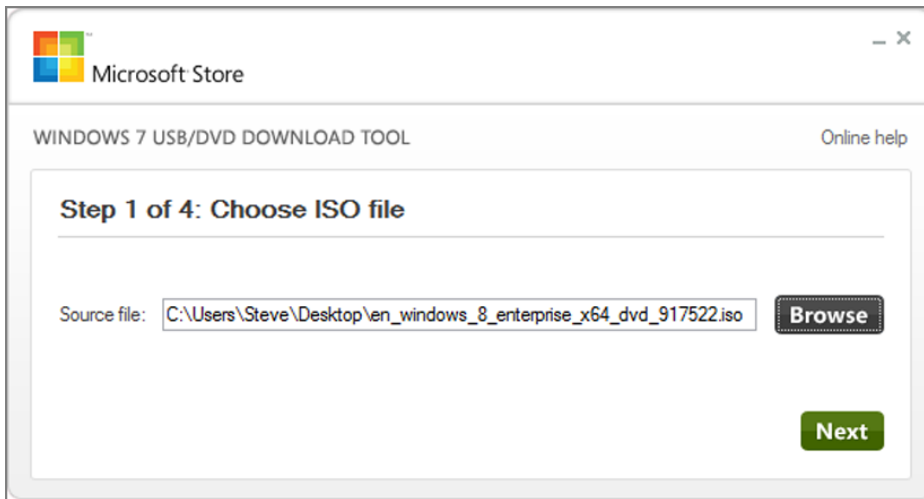 Microsoft Store
WINDOWS 7 USB/DVD DOWNLOAD TOOL
Online help
Step 1 of 4: Choose ISO file
Source file: C:\Users\Steve\Desktop\en_windows_8_enterprise_x64_dvd_917522.iso Browse
Next